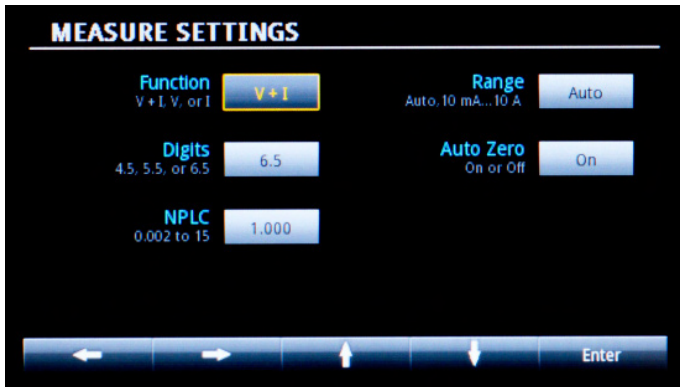 MEASURE SETTINGS
Function
V + I, V, or I
V + I
Range
Auto, 10 mA...10 A
Auto
Digits
4.5, 5.5, or 6.5
6.5
Auto Zero
On or Off
On
NPLC
0.002 to 15
1.000
Enter